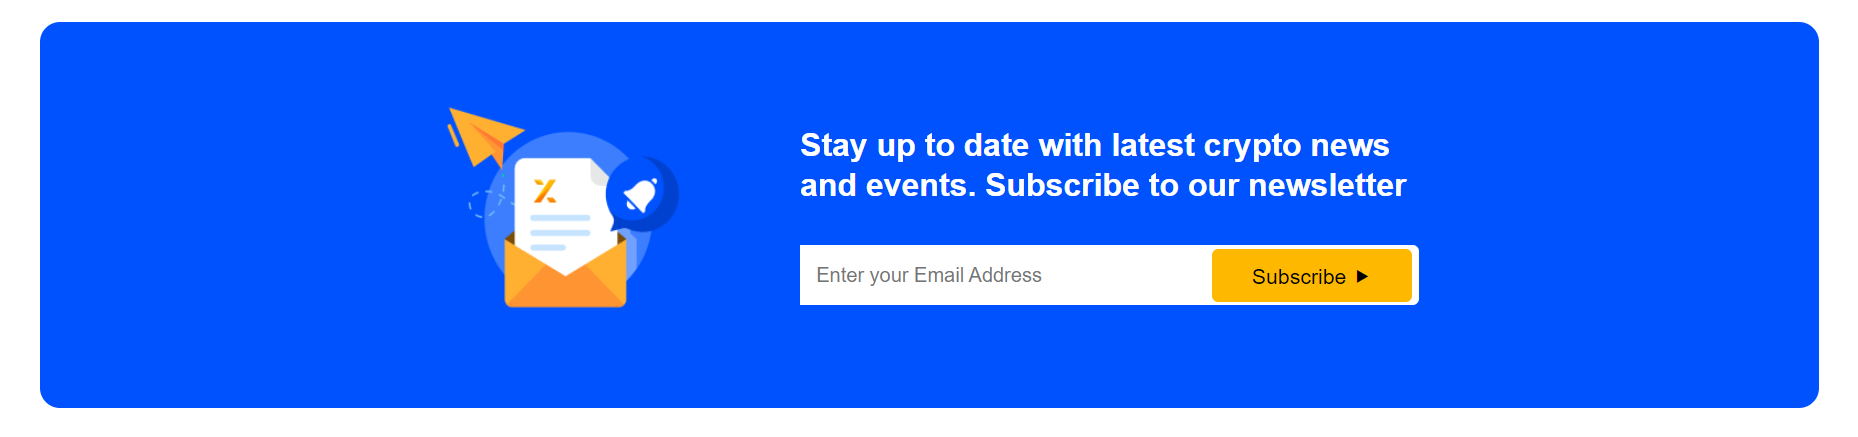 Stay up to date with latest crypto news
and events. Subscribe to our newsletter
Enter your Email Address
Subscribe ▶